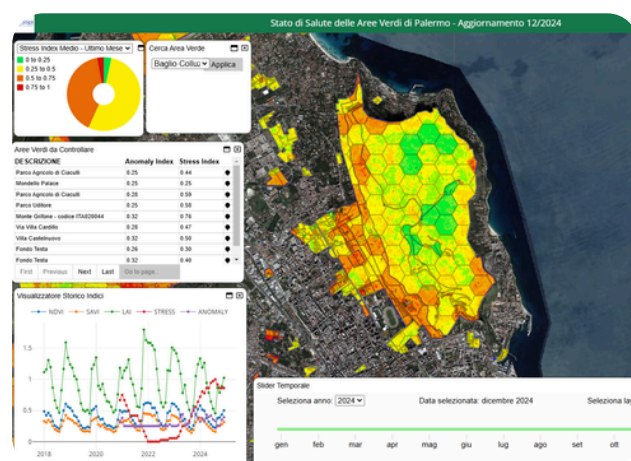 Stato di Salute delle Aree Verdi di Palermo - Aggiornamento 12/2024
Stress Index Medio - Ultimo Mese
0 to 0.25
0.25 to 0.5
0.5 to 0.75
0.75 to 1
Cerca Area Verde
Baglio Colluz Applica
Aree Verdi da Controllare
DESCRIZIONE Anomaly Index Stress Index
Parco Agricolo di Ciaculli 0.25 0.44
Mondello Palace 0.25 0.25
Parco Agricolo di Ciaculli 0.28 0.59
Parco Uditore 0.25 0.58
Monte Grifone - codice ITA020044 0.32 0.76
Via Villa Cardillo 0.28 0.47
Villa Castelnuovo 0.32 0.50
Fondo Testa 0.26 0.30
Fondo Testa 0.32 0.40
First Previous Next Last Go to page...
Visualizzatore Storico Indici
NDVI SAVI LAI STRESS ANOMALY
1.5
1
0.5
0
2018 2020 2022 2024
Slider Temporale
Seleziona anno: 2024 Data selezionata: dicembre 2024 Seleziona la
gen feb mar apr mag giu lug ago set ott